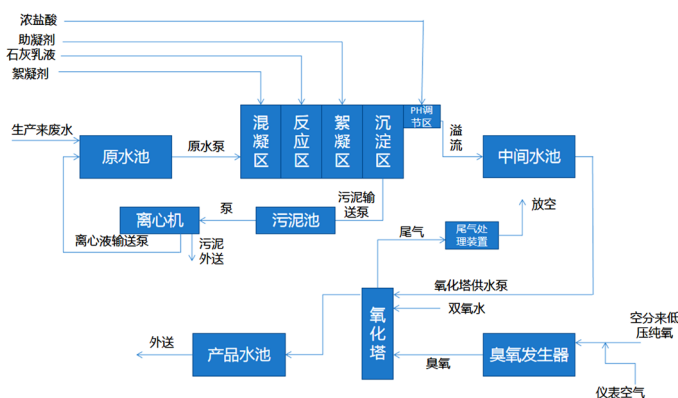 浓盐酸
助凝剂
石灰乳液
絮凝剂
生产来废水
原水池
原水泵
混凝区
反应区
絮凝区
沉淀区
PH调
节区
溢
流
中间水池
离心机
泵
污泥池
污泥输
送泵
离心液输送泵
污泥
外送
尾气
尾气处
理装置
放空
氧化塔供水泵
双氧水
氧化塔
外送
产品水池
臭氧
臭氧发生器
空分来低
压纯氧
仪表空气